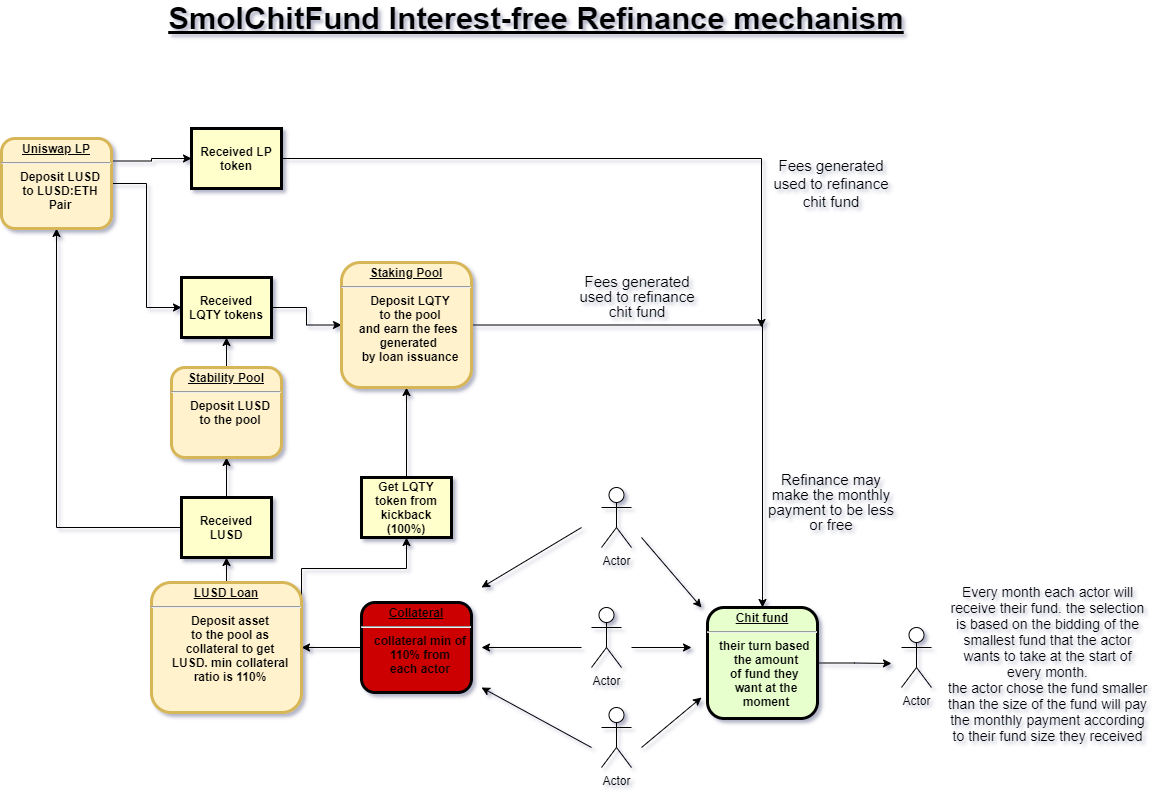 SmolChitFund Interest-free Refinance mechanism
Uniswap LP
Deposit LUSD
to LUSD:ETH
Pair
Received LP
token
Fees generated
used to refinance
chit fund
Received
LQTY tokens
Staking Pool
Deposit LQTY
to the pool
and earn the fees
generated
by loan issuance
Fees generated
used to refinance
chit fund
Stability Pool
Deposit LUSD
to the pool
Received
LUSD
Get LQTY
token from
kickback
(100%)
Refinance may
make the monthly
payment to be less
or free
Actor
LUSD Loan
Deposit asset
to the pool as
collateral to get
LUSD. min collateral
ratio is 110%
Collateral
collateral min of
110% from
each actor
Actor
Actor
Chit fund
their turn based
the amount
of fund they
want at the
moment
Actor
Every month each actor will
receive their fund. the selection
is based on the bidding of the
smallest fund that the actor
wants to take at the start of
every month.
the actor chose the fund smaller
than the size of the fund will pay
the monthly payment according
to their fund size they received